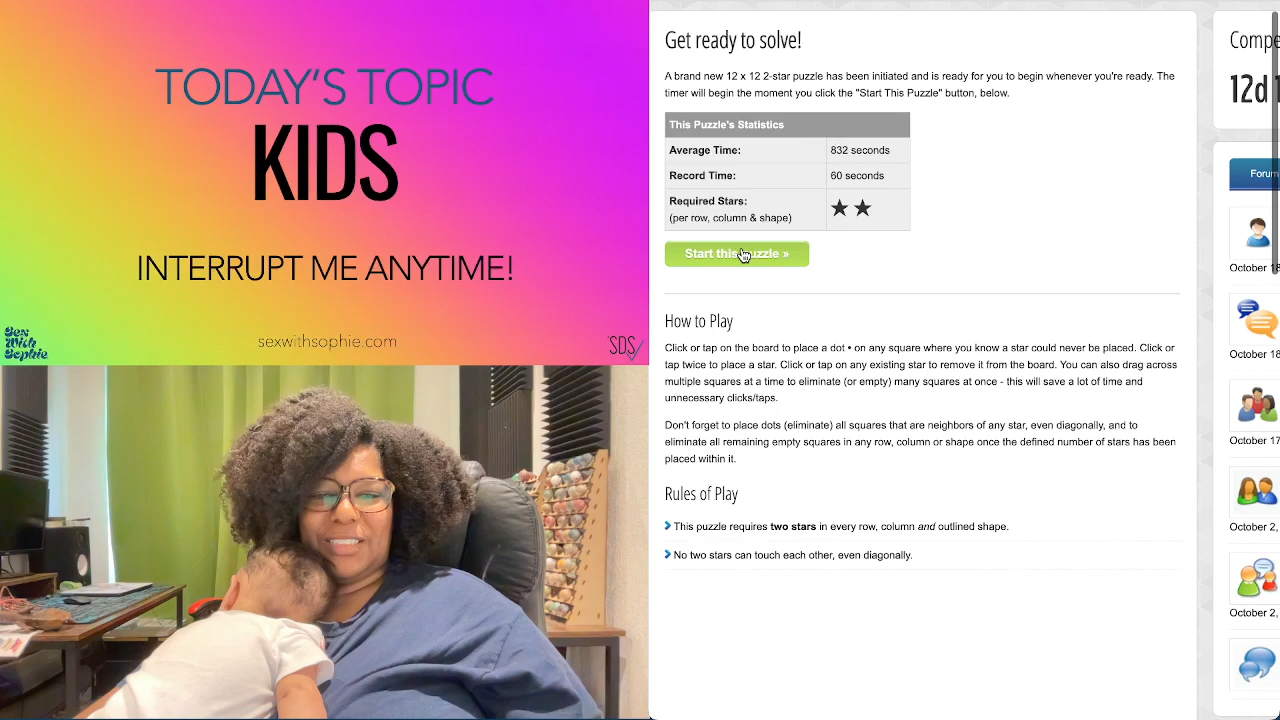 TODAY'S TOPIC
KIDS
INTERRUPT ME ANYTIME!
Sex
With
Sophie
sexwithsophie.com
SDS
Get ready to solve!
A brand new 12 x 12 2-star puzzle has been initiated and is ready for you to begin whenever you're ready. The
timer will begin the moment you click the "Start This Puzzle" button, below.
This Puzzle's Statistics
Average Time: 832 seconds
Record Time: 60 seconds
Required Stars:
(per row, column & shape)
Start this puzzle »
How to Play
Click or tap on the board to place a dot • on any square where you know a star could never be placed. Click or
tap twice to place a star. Click or tap on any existing star to remove it from the board. You can also drag across
multiple squares at a time to eliminate (or empty) many squares at once - this will save a lot of time and
unnecessary clicks/taps.
Don't forget to place dots (eliminate) all squares that are neighbors of any star, even diagonally, and to
eliminate all remaining empty squares in any row, column or shape once the defined number of stars has been
placed within it.
Rules of Play
This puzzle requires two stars in every row, column and outlined shape.
No two stars can touch each other, even diagonally.
12d
October 18
October 18
October 17
October 2,
October 2,